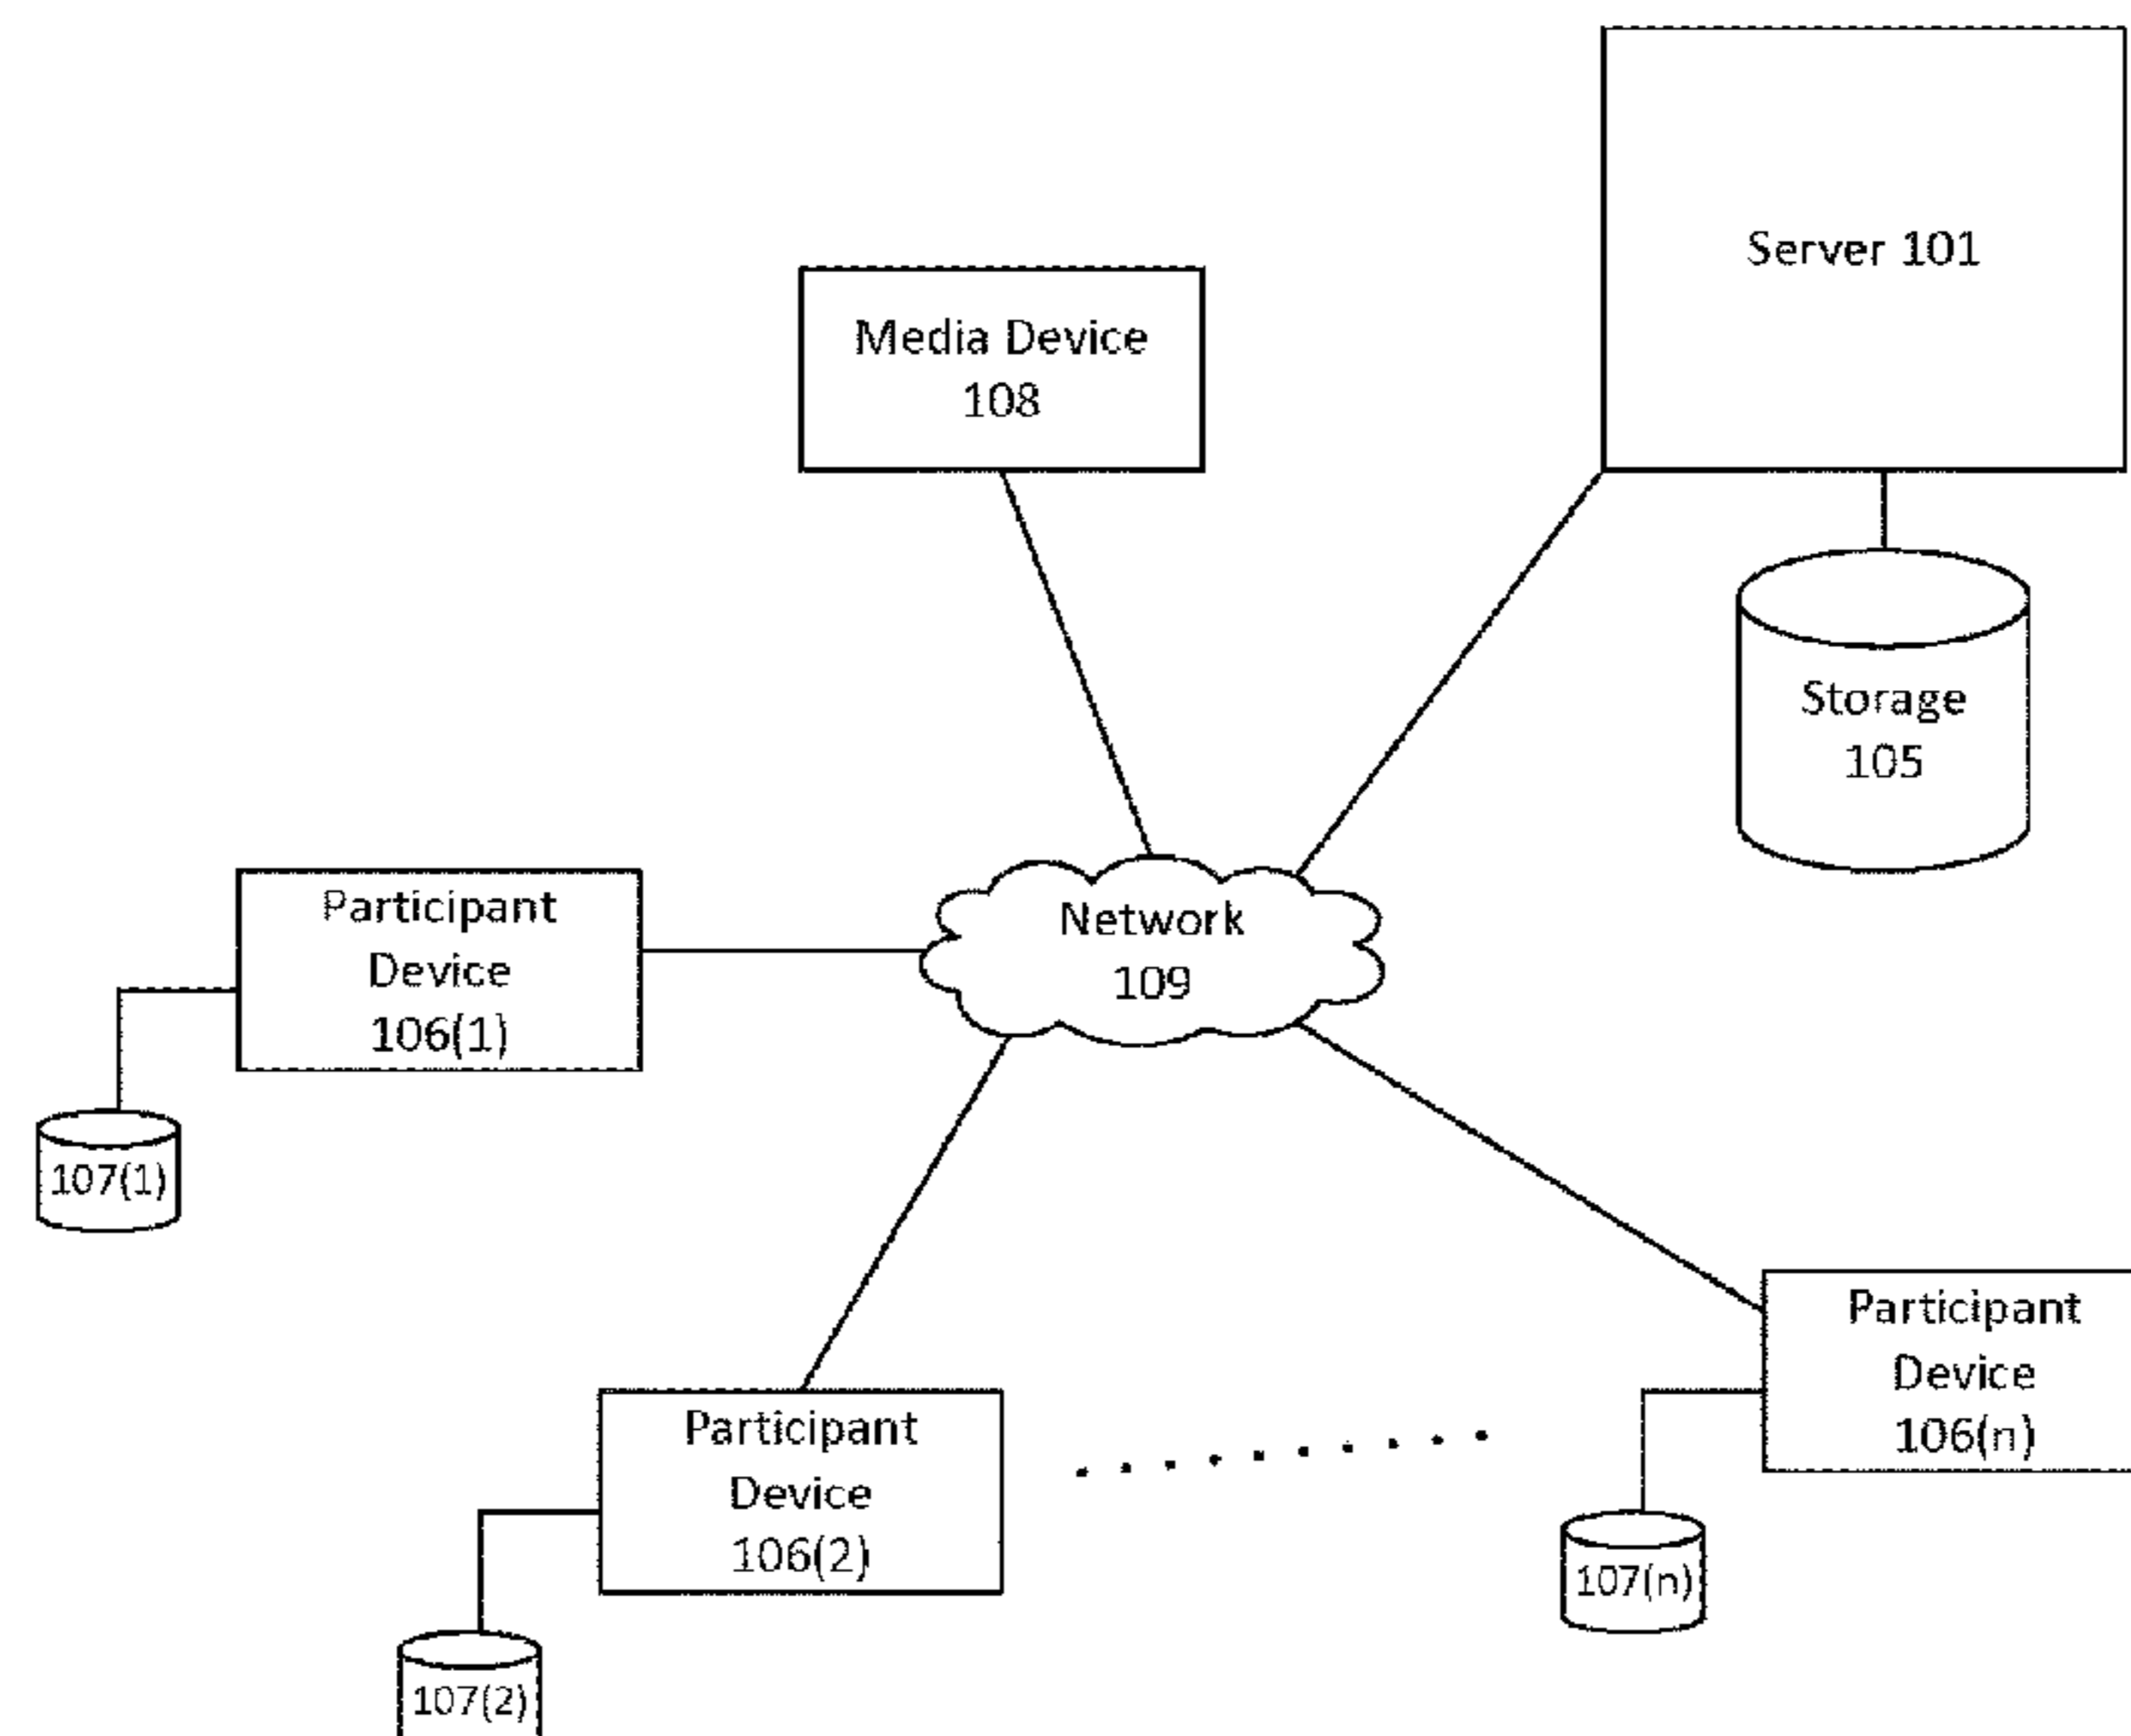 Server 101
Media Device
108
Storage
105
Participant
Device
106(1)
Network
109
107(1)
Participant
Device
106(n)
Participant
Device
106(2)
107(n)
107(2)